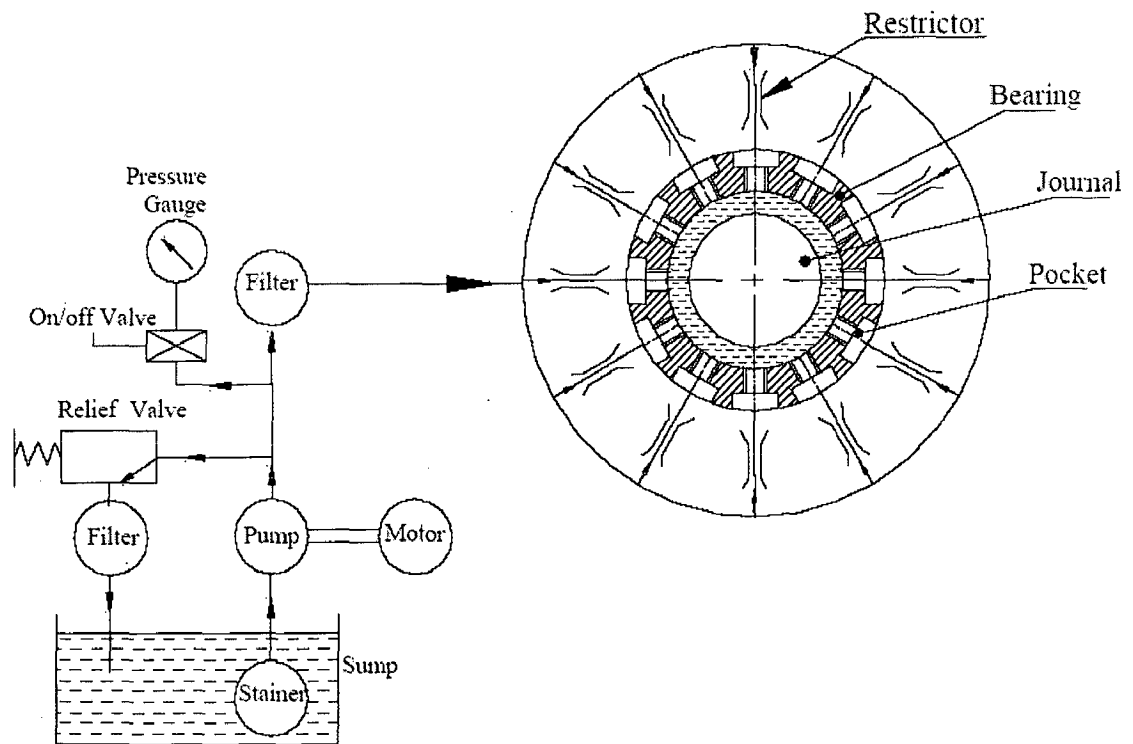 Restrictor
Bearing
Journal
Pocket
Pressure
Gauge
Filter
On/off Valve
Relief Valve
Filter
Pump
Motor
Sump
Stainer